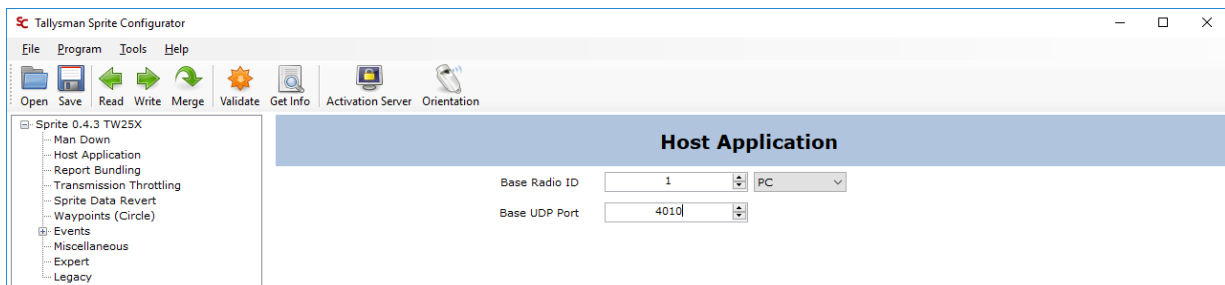 SC Tallysman Sprite Configurator
File Program Tools Help
Open Save Read Write Merge Validate Get Info Activation Server Orientation
Sprite 0.4.3 TW25X
Man Down
Host Application
Report Bundling
Transmission Throttling
Sprite Data Revert
Waypoints (Circle)
Events
Miscellaneous
Expert
Legacy
Host Application
Base Radio ID 1 PC
Base UDP Port 4010